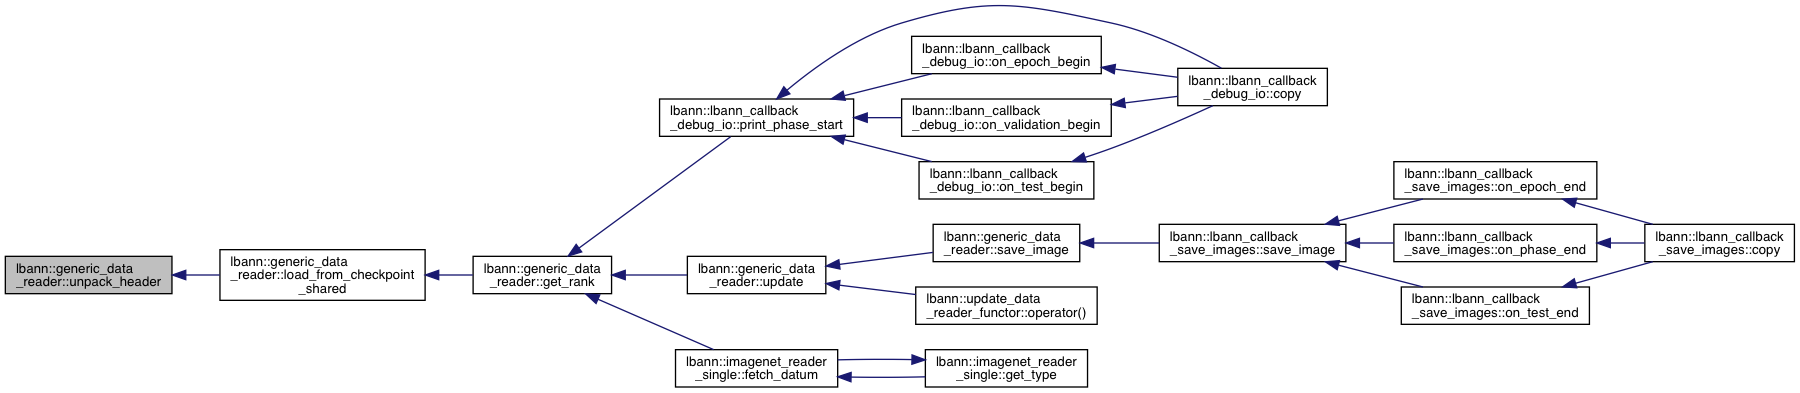 lbann::generic_data
_reader::unpack_header
lbann::generic_data
_reader::load_from_checkpoint
_shared
lbann::generic_data
_reader::get_rank
lbann::lbann_callback
_debug_io::print_phase_start
lbann::lbann_callback
_debug_io::on_epoch_begin
lbann::lbann_callback
_debug_io::on_validation_begin
lbann::lbann_callback
_debug_io::on_test_begin
lbann::lbann_callback
_debug_io::copy
lbann::generic_data
_reader::update
lbann::generic_data
_reader::save_image
lbann::update_data
_reader_functor::operator()
lbann::lbann_callback
_save_images::save_image
lbann::lbann_callback
_save_images::on_epoch_end
lbann::lbann_callback
_save_images::on_phase_end
lbann::lbann_callback
_save_images::on_test_end
lbann::lbann_callback
_save_images::copy
lbann::imagenet_reader
_single::fetch_datum
lbann::imagenet_reader
_single::get_type